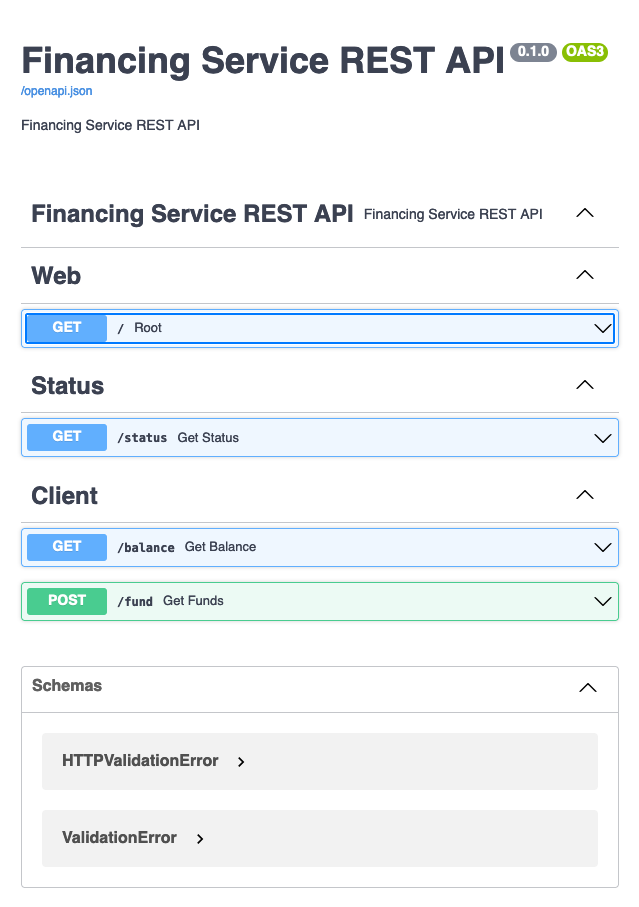 Financing Service REST API 0.1.0 OAS3
/openapi.json
Financing Service REST API
Financing Service REST API Financing Service REST API
Web
GET / Root
Status
GET /status Get Status
Client
GET /balance Get Balance
POST /fund Get Funds
Schemas
HTTPValidationError
ValidationError